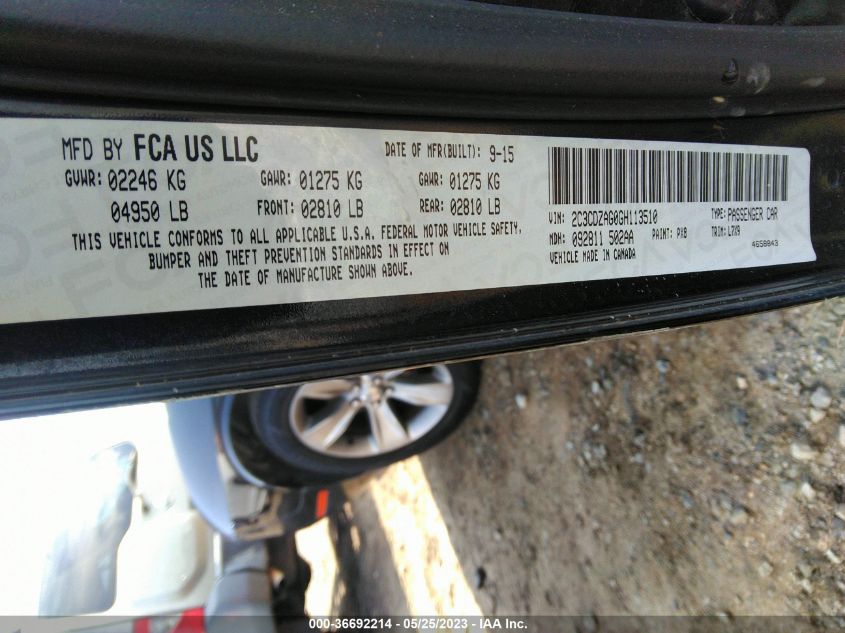 MFD BY FCA US LLC
DATE OF MFR(BUILT): 9-15
GVWR: 02246 KG GAWR: 01275 KG GAWR: 01275 KG
04950 LB FRONT: 02810 LB REAR: 02810 LB
THIS VEHICLE CONFORMS TO ALL APPLICABLE U.S.A. FEDERAL MOTOR VEHICLE SAFETY,
BUMPER AND THEFT PREVENTION STANDARDS IN EFFECT ON
THE DATE OF MANUFACTURE SHOWN ABOVE.
VIN: 2C3CDZAG0GH113510 TYPE: PASSENGER CAR
MDH: 092811 502AA PAINT: PX8 TRIM: L7X9
VEHICLE MADE IN CANADA 4658843
000-36692214 - 05/25/2023 - IAA Inc.